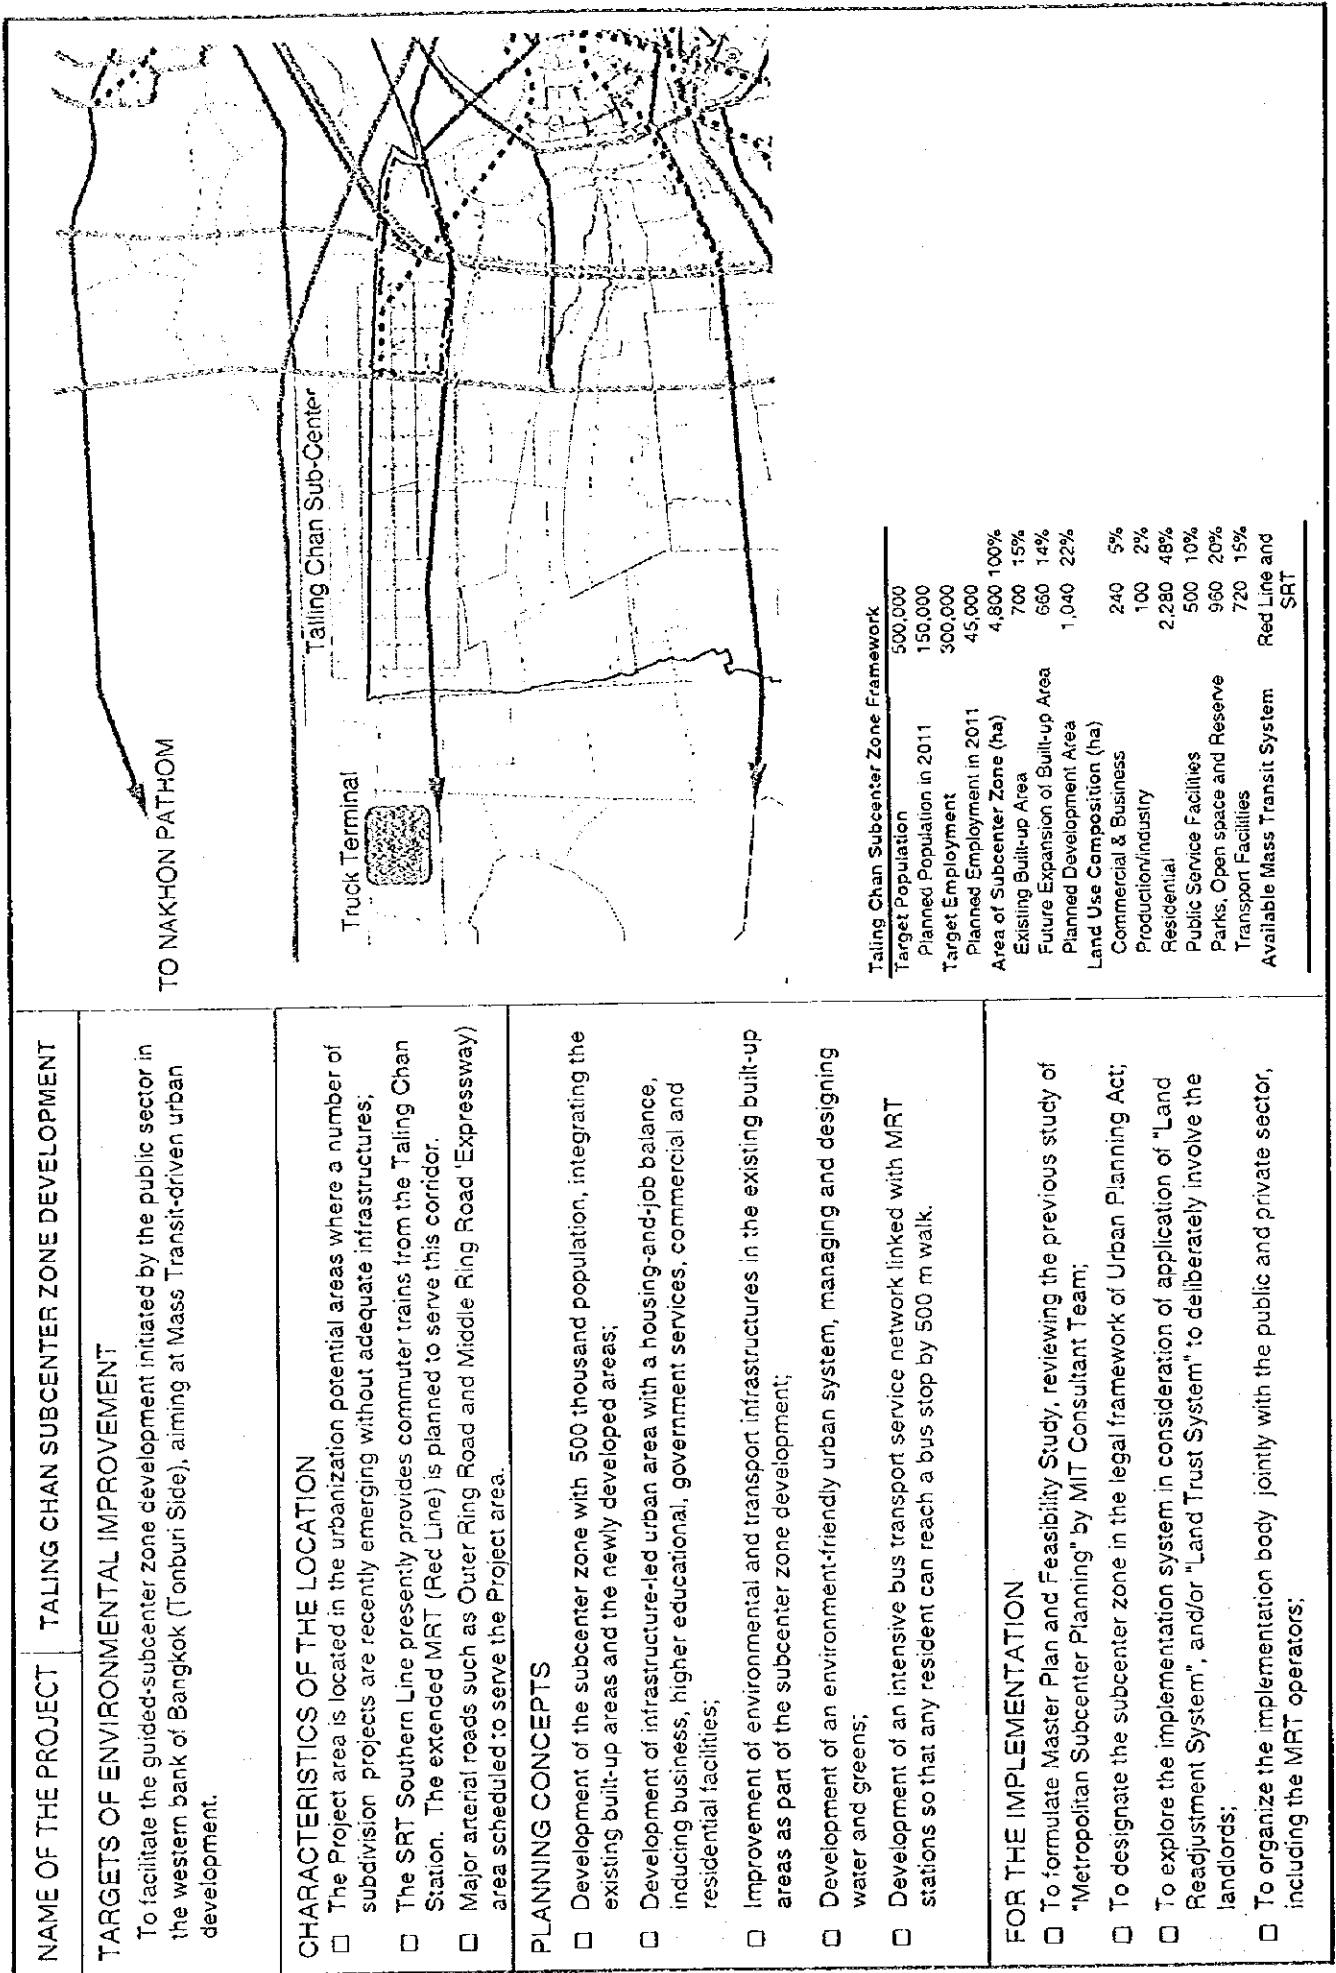 NAME OF THE PROJECT
TALING CHAN SUBCENTER ZONE DEVELOPMENT
TARGETS OF ENVIRONMENTAL IMPROVEMENT
To facilitate the guided-subcenter zone development initiated by the public sector in
the western bank of Bangkok (Tonburi Side), aiming at Mass Transit-driven urban
development.
CHARACTERISTICS OF THE LOCATION
□ The Project area is located in the urbanization potential areas where a number of
subdivision projects are recently emerging without adequate infrastructures;
□ The SRT Southern Line presently provides commuter trains from the Taling Chan
Station. The extended MRT (Red Line) is planned to serve this corridor.
□ Major arterial roads such as Outer Ring Road and Middle Ring Road 'Expressway)
area scheduled to serve the Project area.
PLANNING CONCEPTS
□ Development of the subcenter zone with 500 thousand population, integrating the
existing built-up areas and the newly developed areas;
□ Development of infrastructure-led urban area with a housing-and-job balance,
inducing business, higher educational, government services, commercial and
residential facilities;
□ Improvement of environmental and transport infrastructures in the existing built-up
areas as part of the subcenter zone development;
□ Development of an environment-friendly urban system, managing and designing
water and greens;
□ Development of an intensive bus transport service network linked with MRT
stations so that any resident can reach a bus stop by 500 m walk.
FOR THE IMPLEMENTATION
□ To formulate Master Plan and Feasibility Study, reviewing the previous study of
"Metropolitan Subcenter Planning" by MIT Consultant Team;
□ To designate the subcenter zone in the legal framework of Urban Planning Act;
□ To explore the implementation system in consideration of application of "Land
Readjustment System", and/or "Land Trust System" to deliberately involve the
landlords;
□ To organize the implementation body jointly with the public and private sector,
including the MRT operators;
TO NAKHON PATHOM
Talling Chan Sub-Center
Truck Terminal
Taling Chan Subcenter Zone Framework
Target Population 500,000
Planned Population in 2011 150,000
Target Employment 300,000
Planned Employment in 2011 45,000
Area of Subcenter Zone (ha) 4,800 100%
Existing Built-up Area 700 15%
Future Expansion of Built-up Area 660 14%
Planned Development Area 1,040 22%
Land Use Composition (ha)
Commercial & Business 240 5%
Production/industry 100 2%
Residential 2,280 48%
Public Service Facilities 500 10%
Parks, Open space and Reserve 960 20%
Transport Facilities 720 15%
Available Mass Transit System Red Line and
SRT